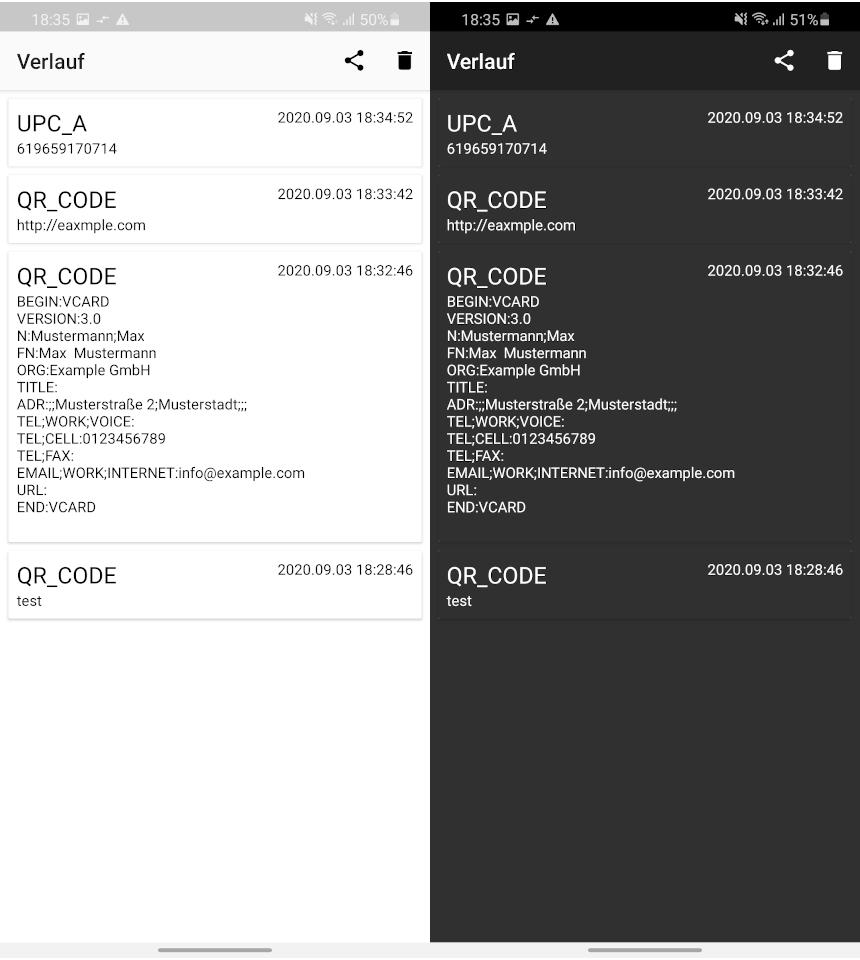 18:35 50%
Verlauf
UPC_A 2020.09.03 18:34:52
619659170714
QR_CODE 2020.09.03 18:33:42
http://eaxmple.com
QR_CODE 2020.09.03 18:32:46
BEGIN:VCARD
VERSION:3.0
N:Mustermann;Max
FN:Max  Mustermann
ORG:Example GmbH
TITLE:
ADR:;;Musterstraße 2;Musterstadt;;;
TEL;WORK;VOICE:
TEL;CELL:0123456789
TEL;FAX:
EMAIL;WORK;INTERNET:info@example.com
URL:
END:VCARD
QR_CODE 2020.09.03 18:28:46
test
18:35 51%
Verlauf
UPC_A 2020.09.03 18:34:52
619659170714
QR_CODE 2020.09.03 18:33:42
http://eaxmple.com
QR_CODE 2020.09.03 18:32:46
BEGIN:VCARD
VERSION:3.0
N:Mustermann;Max
FN:Max  Mustermann
ORG:Example GmbH
TITLE:
ADR:;;Musterstraße 2;Musterstadt;;;
TEL;WORK;VOICE:
TEL;CELL:0123456789
TEL;FAX:
EMAIL;WORK;INTERNET:info@example.com
URL:
END:VCARD
QR_CODE 2020.09.03 18:28:46
test